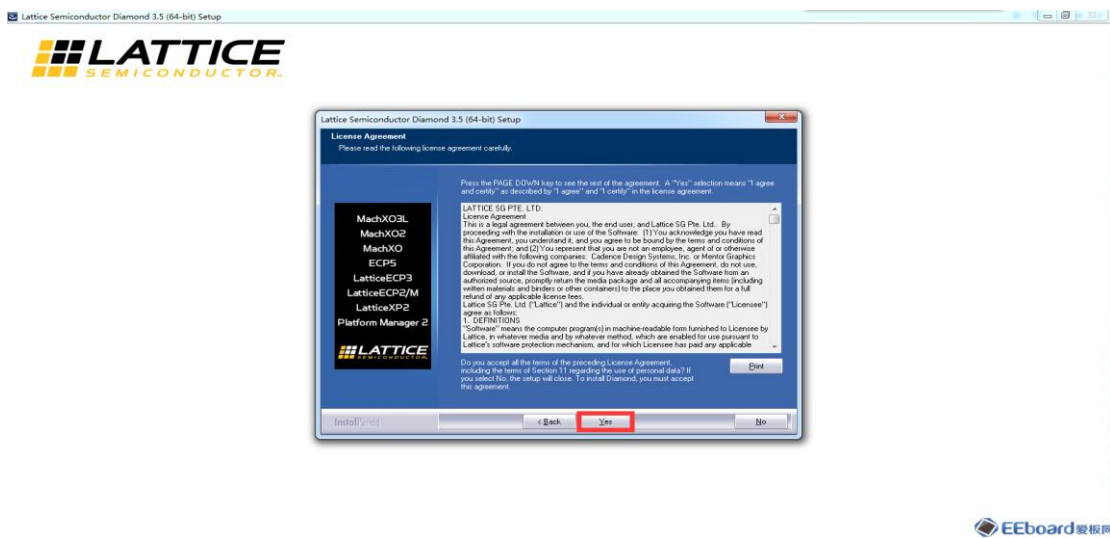 Lattice Semiconductor Diamond 3.5 (64-bit) Setup
LATTICE
SEMICONDUCTOR.
Lattice Semiconductor Diamond 3.5 (64-bit) Setup
License Agreement
Please read the following license agreement carefully.
Press the PAGE DOWN key to see the rest of the agreement. A "Yes" selection means "I agree
and certify" as described by "I agree" and "I certify" in the license agreement.
MachXO3L
MachXO2
MachXO
ECP5
LatticeECP3
LatticeECP2/M
LatticeXP2
Platform Manager 2
LATTICE
SEMICONDUCTOR.
LATTICE SG PTE. LTD.
License Agreement
This is a legal agreement between you, the end user, and Lattice SG Pte. Ltd.. By
proceeding with the installation or use of the Software: (1) You acknowledge you have read
this Agreement, you understand it, and you agree to be bound by the terms and conditions of
this Agreement; and (2) You represent that you are not an employee, agent of or otherwise
affiliated with the following companies: Cadence Design Systems, Inc. or Mentor Graphics
Corporation. If you do not agree to the terms and conditions of this Agreement, do not use,
download, or install the Software, and if you have already obtained the Software from an
authorized source, promptly return the media package and all accompanying items (including
written materials and binders or other containers) to the place you obtained them for a full
refund of any applicable license fees.
Lattice SG Pte. Ltd. ("Lattice") and the individual or entity acquiring the Software ("Licensee")
agree as follows:
1. DEFINITIONS
"Software" means the computer program(s) in machine-readable form furnished to Licensee by
Lattice, in whatever media and by whatever method, which are enabled for use pursuant to
Lattice's software protection mechanism, and for which Licensee has paid any applicable
Do you accept all the terms of the preceding License Agreement,
including the terms of Section 11 regarding the use of personal data? If
you select No, the setup will close. To install Diamond, you must accept
this agreement.
Print
InstallShield
< Back
Yes
No
EEboard爱板网